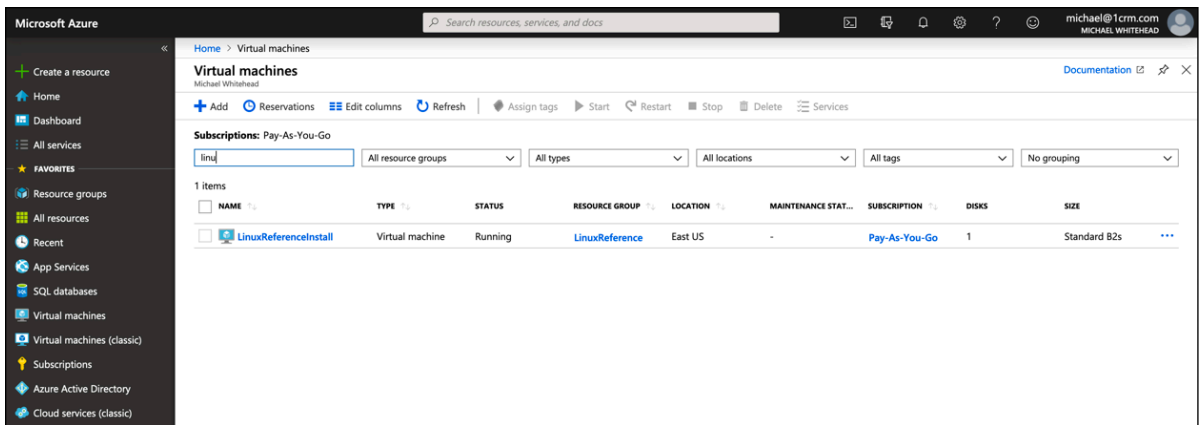 Microsoft Azure
Search resources, services, and docs
michael@1crm.com
MICHAEL WHITEHEAD
Create a resource
Home
Dashboard
All services
FAVORITES
Resource groups
All resources
Recent
App Services
SQL databases
Virtual machines
Virtual machines (classic)
Subscriptions
Azure Active Directory
Cloud services (classic)
Home > Virtual machines
Virtual machines
Michael Whitehead
Documentation
Add Reservations Edit columns Refresh Assign tags Start Restart Stop Delete Services
Subscriptions: Pay-As-You-Go
linu All resource groups All types All locations All tags No grouping
1 items
NAME TYPE STATUS RESOURCE GROUP LOCATION MAINTENANCE STAT... SUBSCRIPTION DISKS SIZE
LinuxReferenceInstall Virtual machine Running LinuxReference East US - Pay-As-You-Go 1 Standard B2s ...